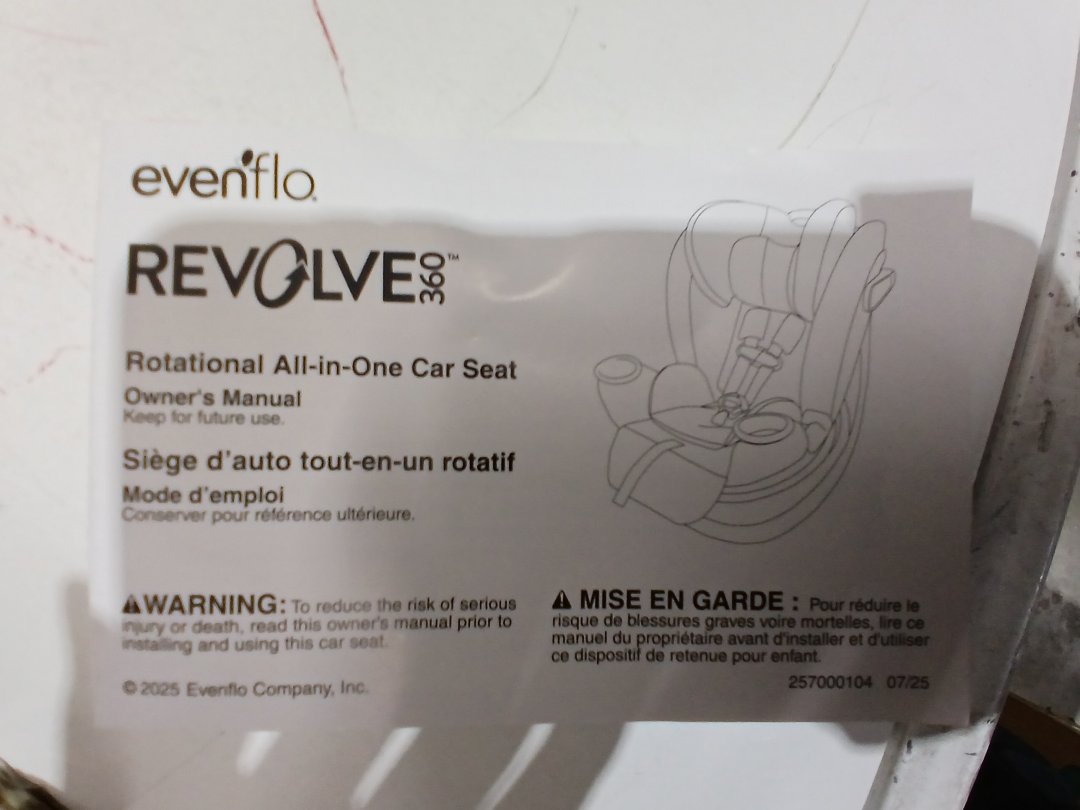 evenflo
REVOLVE360™
Rotational All-in-One Car Seat
Owner's Manual
Keep for future use.
Siège d'auto tout-en-un rotatif
Mode d'emploi
Conserver pour référence ultérieure.
⚠WARNING: To reduce the risk of serious
injury or death, read this owner's manual prior to
installing and using this car seat.
© 2025 Evenflo Company, Inc.
⚠ MISE EN GARDE : Pour réduire le
risque de blessures graves voire mortelles, lire ce
manuel du propriétaire avant d'installer et d'utiliser
ce dispositif de retenue pour enfant.
257000104 07/25